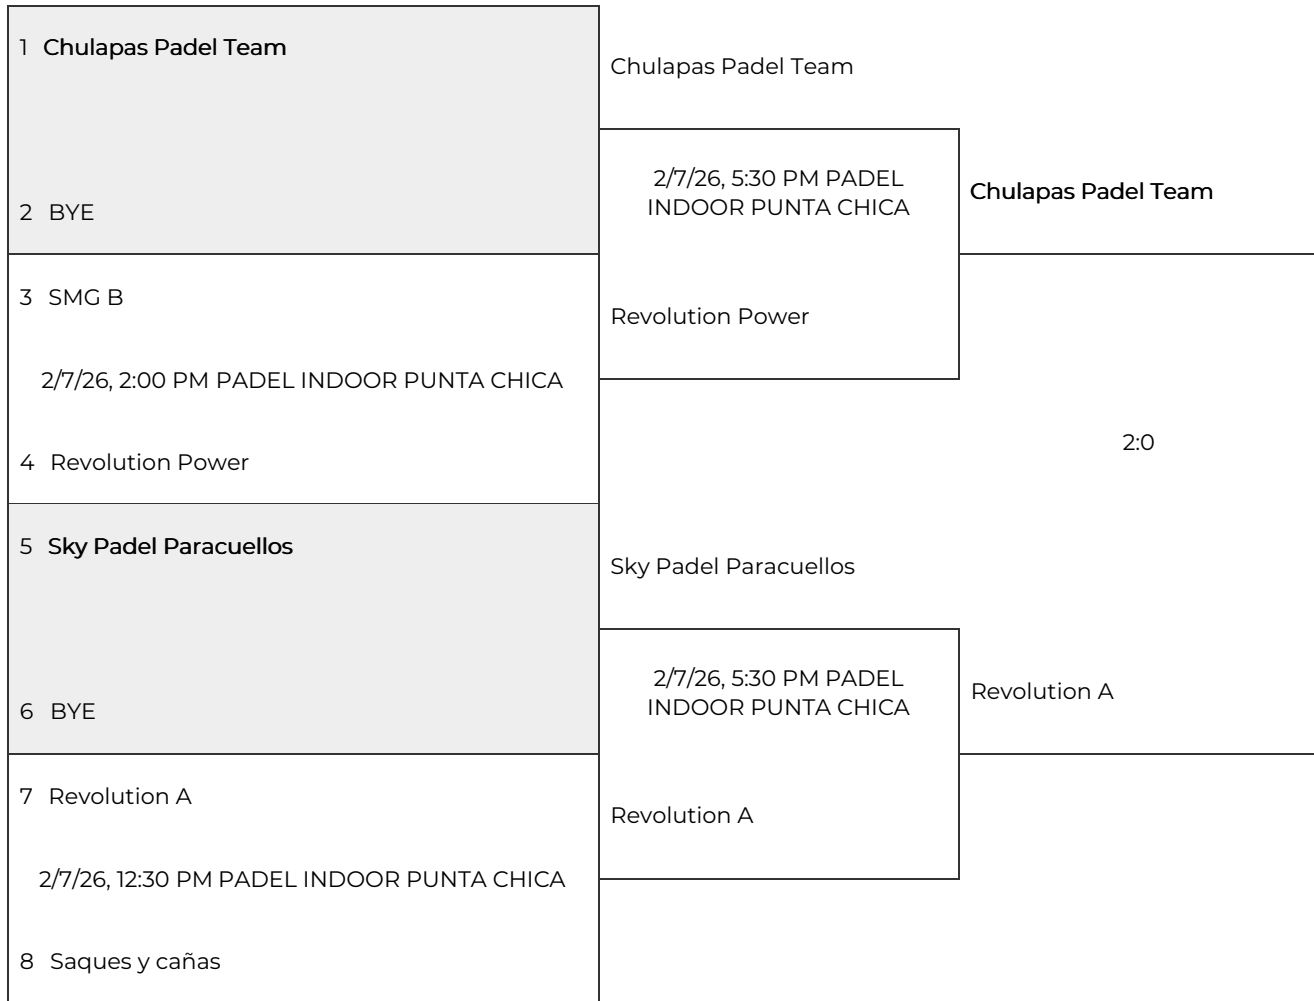 1 Chulapas Padel Team
2 BYE
3 SMG B
2/7/26, 2:00 PM PADEL INDOOR PUNTA CHICA
4 Revolution Power
5 Sky Padel Paracuellos
6 BYE
7 Revolution A
2/7/26, 12:30 PM PADEL INDOOR PUNTA CHICA
8 Saques y cañas
Chulapas Padel Team
2/7/26, 5:30 PM PADEL
INDOOR PUNTA CHICA
Revolution Power
Sky Padel Paracuellos
2/7/26, 5:30 PM PADEL
INDOOR PUNTA CHICA
Revolution A
Chulapas Padel Team
2:0
Revolution A